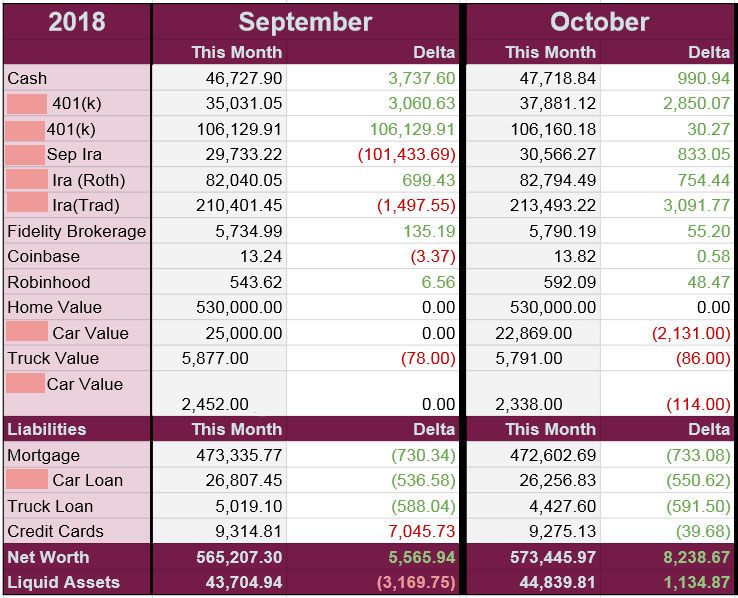 2018 September October
This Month Delta This Month Delta
Cash 46,727.90 3,737.60 47,718.84 990.94
401(k) 35,031.05 3,060.63 37,881.12 2,850.07
401(k) 106,129.91 106,129.91 106,160.18 30.27
Sep Ira 29,733.22 (101,433.69) 30,566.27 833.05
Ira (Roth) 82,040.05 699.43 82,794.49 754.44
Ira(Trad) 210,401.45 (1,497.55) 213,493.22 3,091.77
Fidelity Brokerage 5,734.99 135.19 5,790.19 55.20
Coinbase 13.24 (3.37) 13.82 0.58
Robinhood 543.62 6.56 592.09 48.47
Home Value 530,000.00 0.00 530,000.00 0.00
Car Value 25,000.00 0.00 22,869.00 (2,131.00)
Truck Value 5,877.00 (78.00) 5,791.00 (86.00)
Car Value
2,452.00 0.00 2,338.00 (114.00)
Liabilities This Month Delta This Month Delta
Mortgage 473,335.77 (730.34) 472,602.69 (733.08)
Car Loan 26,807.45 (536.58) 26,256.83 (550.62)
Truck Loan 5,019.10 (588.04) 4,427.60 (591.50)
Credit Cards 9,314.81 7,045.73 9,275.13 (39.68)
Net Worth 565,207.30 5,565.94 573,445.97 8,238.67
Liquid Assets 43,704.94 (3,169.75) 44,839.81 1,134.87